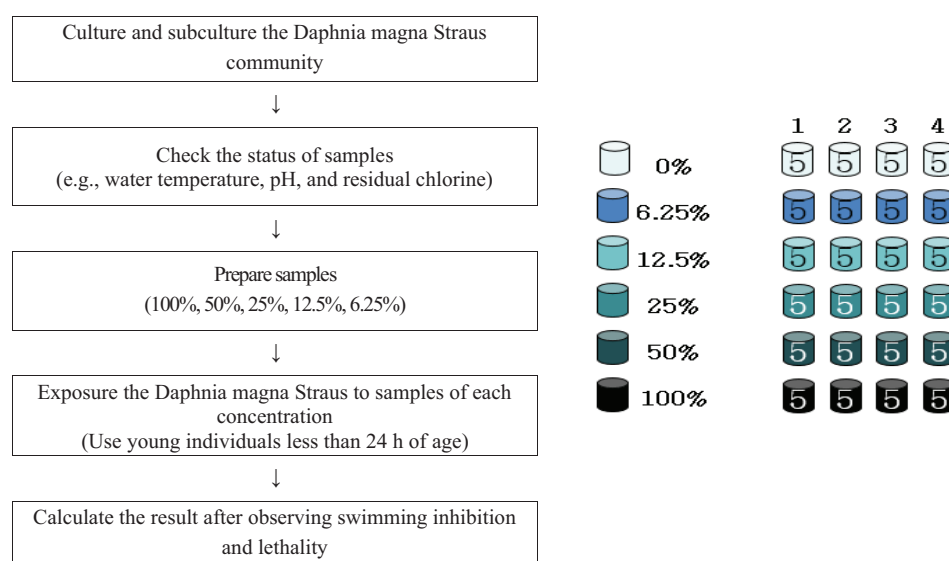 Culture and subculture the Daphnia magna Straus
community
↓
Check the status of samples
(e.g., water temperature, pH, and residual chlorine)
↓
Prepare samples
(100%, 50%, 25%, 12.5%, 6.25%)
↓
Exposure the Daphnia magna Straus to samples of each
concentration
(Use young individuals less than 24 h of age)
↓
Calculate the result after observing swimming inhibition
and lethality
1 2 3 4
0% 5 5 5 5
6.25% 5 5 5 5
12.5% 5 5 5 5
25% 5 5 5 5
50% 5 5 5 5
100% 5 5 5 5